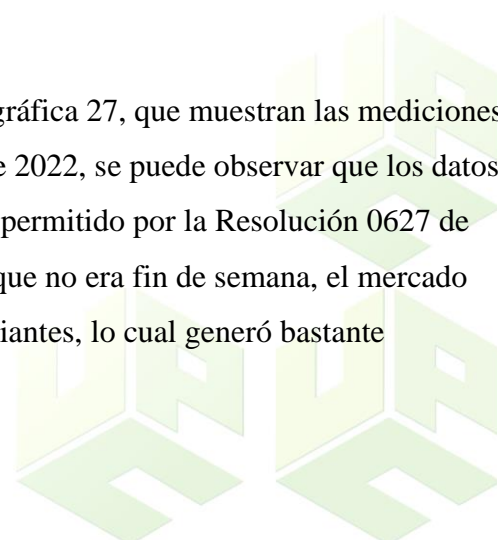 gráfica 27, que muestran las mediciones
e 2022, se puede observar que los datos
permitido por la Resolución 0627 de
que no era fin de semana, el mercado
iantes, lo cual generó bastante